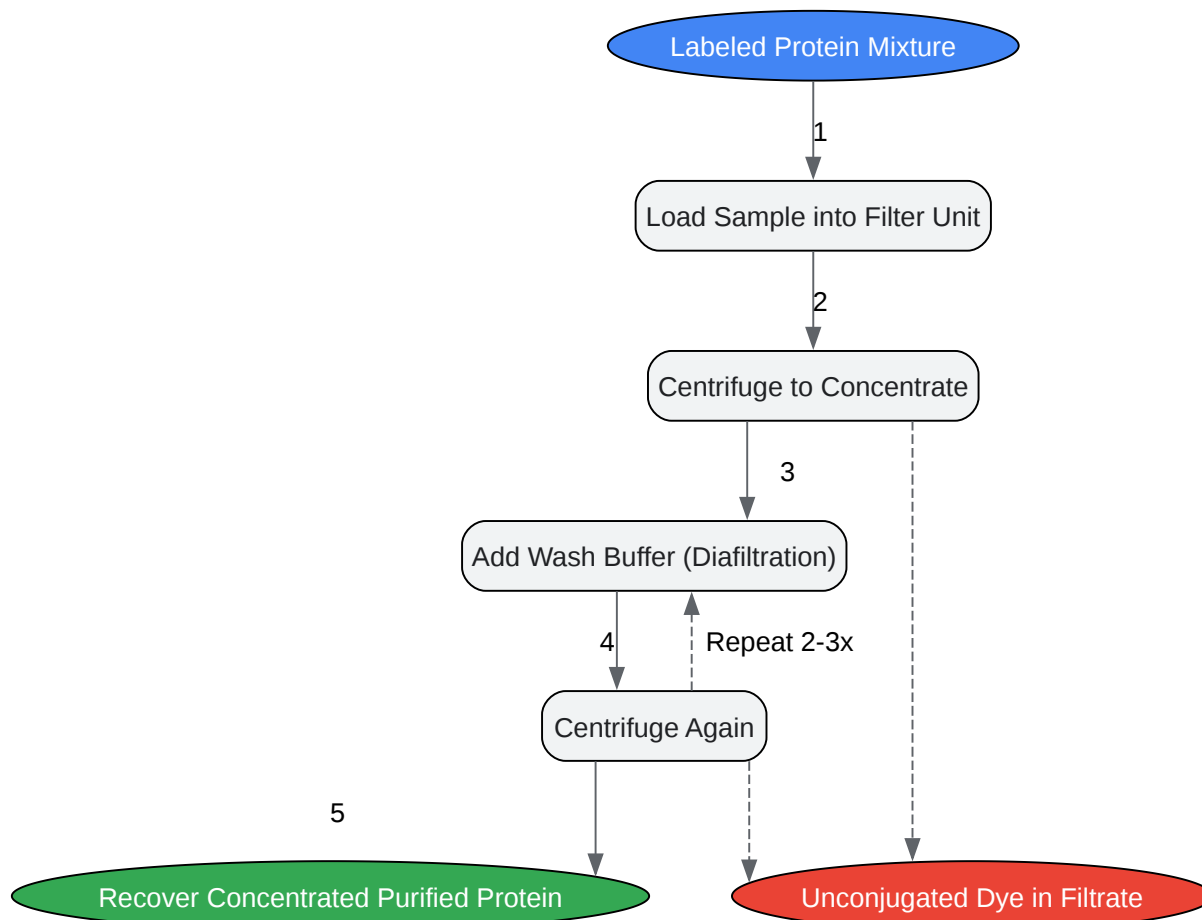 Labeled Protein Mixture
1
Load Sample into Filter Unit
2
Centrifuge to Concentrate
3
Add Wash Buffer (Diafiltration)
4
Repeat 2-3x
Centrifuge Again
5
Recover Concentrated Purified Protein
Unconjugated Dye in Filtrate